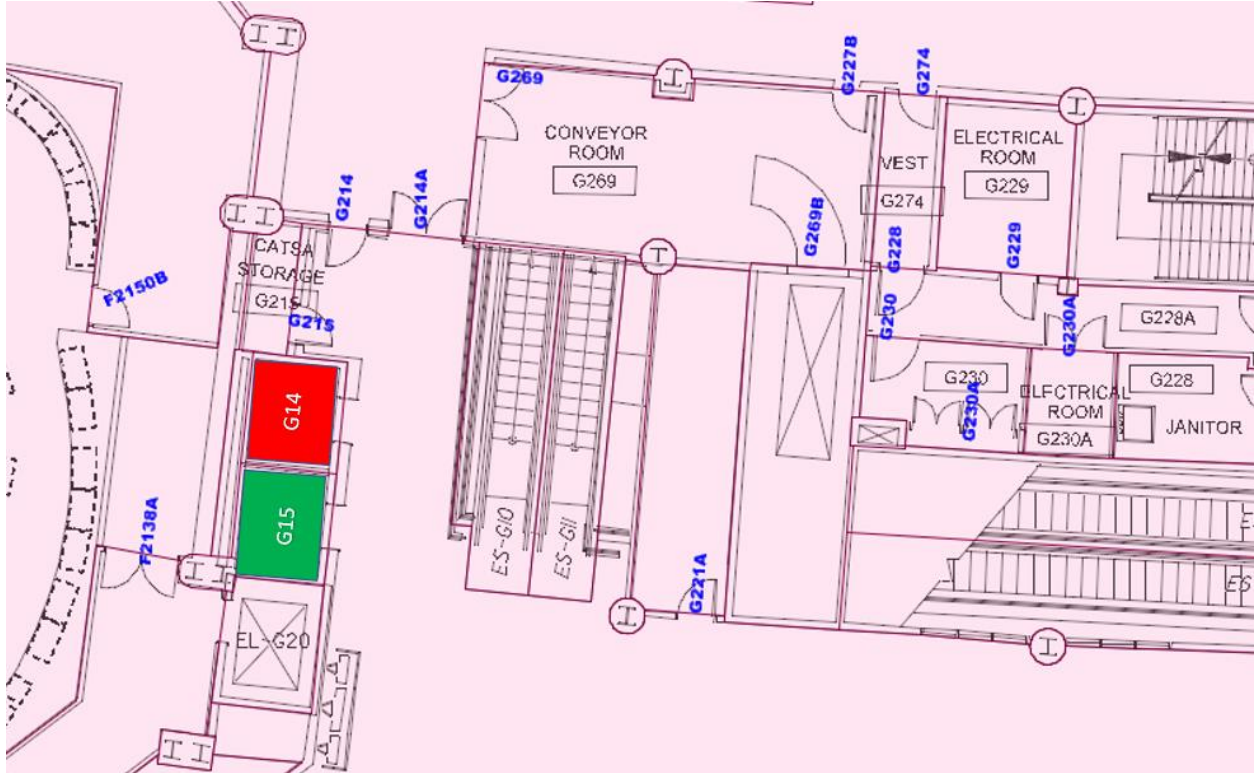 G269
G227B
G274
CONVEYOR
ROOM
G269
VEST
G274
ELECTRICAL
ROOM
G229
G214
G214A
G269B
G228
G229
CATSA
STORAGE
G215
G215
F2150B
G230
G230A
G228A
G14
G230
G230A
ELECTRICAL
ROOM
G230A
G228
JANITOR
G15
F2138A
ES-G10
ES-G11
G221A
ES
EL-G20